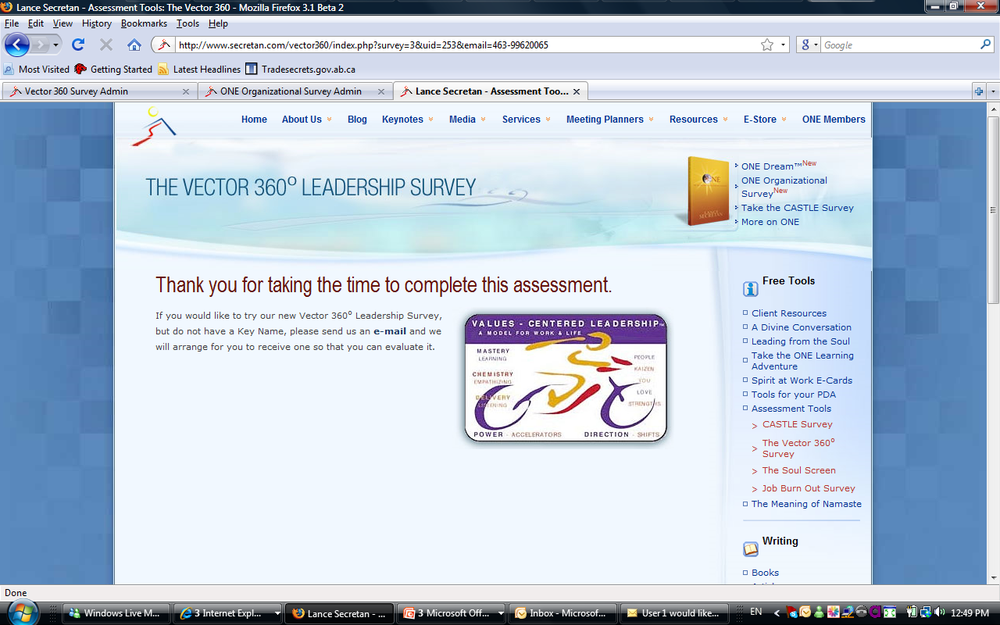 Lance Secretan - Assessment Tools: The Vector 360 - Mozilla Firefox 3.1 Beta 2
File Edit View History Bookmarks Tools Help
http://www.secretan.com/vector360/index.php?survey=3&uid=253&email=463-99620065
Google
Most Visited Getting Started Latest Headlines Tradesecrets.gov.ab.ca
Vector 360 Survey Admin ONE Organizational Survey Admin Lance Secretan - Assessment Too...
Home About Us Blog Keynotes Media Services Meeting Planners Resources E-Store ONE Members
THE VECTOR 360° LEADERSHIP SURVEY
ONE
ONE Dream™New
ONE Organizational
SurveyNew
Take the CASTLE Survey
More on ONE
Thank you for taking the time to complete this assessment.
If you would like to try our new Vector 360° Leadership Survey,
but do not have a Key Name, please send us an e-mail and we
will arrange for you to receive one so that you can evaluate it.
VALUES - CENTERED LEADERSHIP™
A MODEL FOR WORK & LIFE
MASTERY
LEARNING
CHEMISTRY
EMPATHIZING
DELIVERY
LISTENING
PEOPLE
KAIZEN
YOU
LOVE
STRENGTHS
POWER - ACCELERATORS
DIRECTION - SHIFTS
Free Tools
Client Resources
A Divine Conversation
Leading from the Soul
Take the ONE Learning
Adventure
Spirit at Work E-Cards
Tools for your PDA
Assessment Tools
> CASTLE Survey
> The Vector 360°
Survey
> The Soul Screen
> Job Burn Out Survey
The Meaning of Namaste
Writing
Books
Done
Windows Live M... 3 Internet Expl... Lance Secretan - ... 3 Microsoft Off... Inbox - Microsof... User 1 would like... EN 12:49 PM